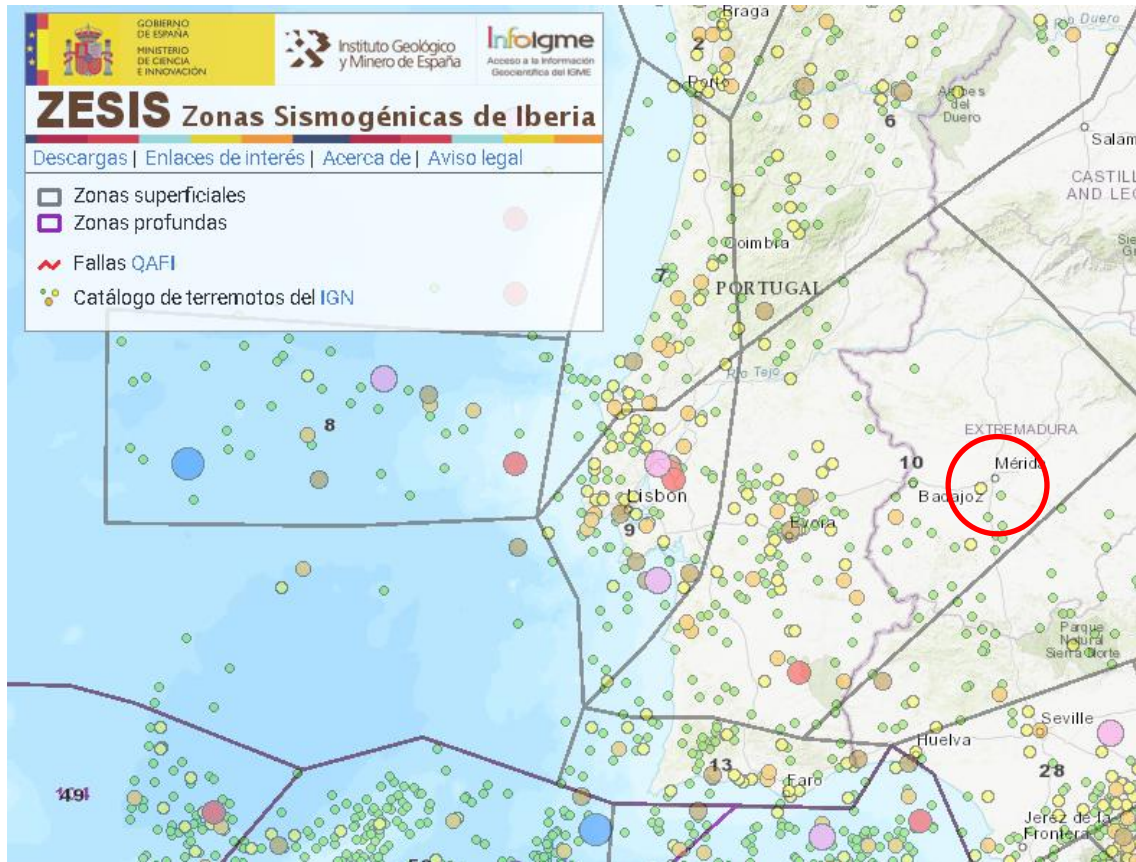 GOBIERNO
DE ESPAÑA
MINISTERIO
DE CIENCIA
E INNOVACIÓN
Instituto Geológico
y Minero de España
InfoIgme
Acceso a la Información
Geocientífica del IGME
ZESIS Zonas Sismogénicas de Iberia
Descargas | Enlaces de interés | Acerca de | Aviso legal
Zonas superficiales
Zonas profundas
Fallas QAFI
Catálogo de terremotos del IGN
Braga
2
Porto
6
del
Duero
Duero
Salam
CASTILL
AND LEO
Coimbra
7
PORTUGAL
Rio Tejo
8
EXTREMADURA
10
Mérida
Badajoz
Lisbon
9
Evora
Parque
Natural
Sierra Norte
Seville
Huelva
13
Faro
28
49
Jerez de la
Frontera